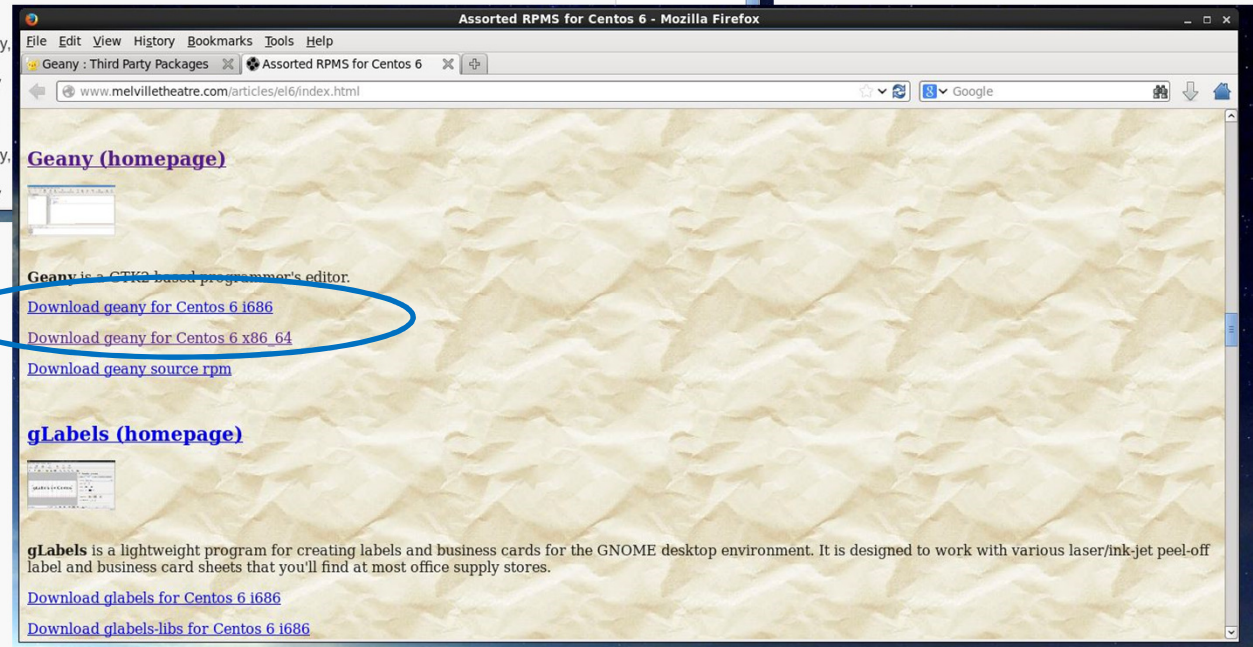 Assorted RPMS for Centos 6 - Mozilla Firefox
File Edit View History Bookmarks Tools Help
Geany : Third Party Packages Assorted RPMS for Centos 6
www.melvilletheatre.com/articles/el6/index.html Google
Geany (homepage)
Geany is a GTK2 based programmer's editor.
Download geany for Centos 6 i686
Download geany for Centos 6 x86_64
Download geany source rpm
gLabels (homepage)
gLabels is a lightweight program for creating labels and business cards for the GNOME desktop environment. It is designed to work with various laser/ink-jet peel-off
label and business card sheets that you'll find at most office supply stores.
Download glabels for Centos 6 i686
Download glabels-libs for Centos 6 i686